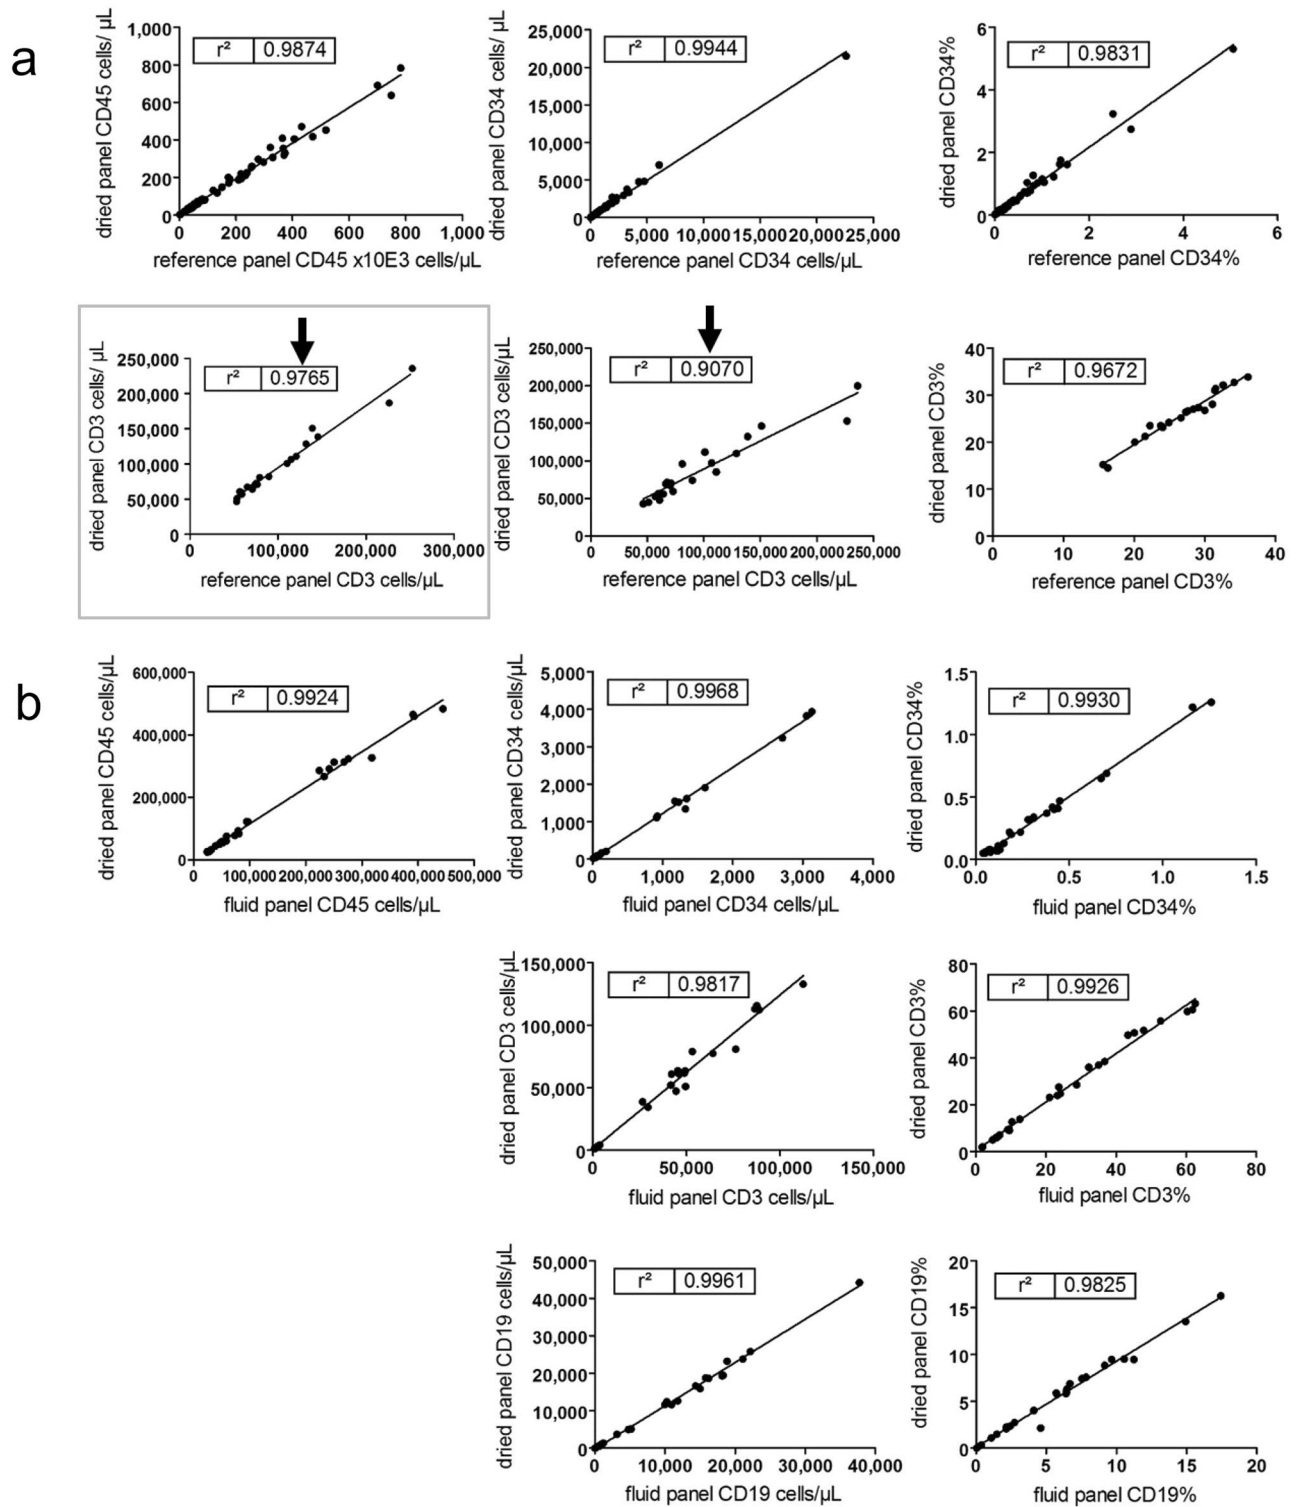 a
dried panel CD45 cells/ µL
1,000
800
600
400
200
0
r² 0.9874
0 200 400 600 800 1,000
reference panel CD45 x10E3 cells/µL
dried panel CD34 cells/ µL
25,000
20,000
15,000
10,000
5,000
0
r² 0.9944
0 5,000 10,000 15,000 20,000 25,000
reference panel CD34 cells/µL
dried panel CD34%
6
4
2
0
r² 0.9831
0 2 4 6
reference panel CD34%
dried panel CD3 cells/ µL
250,000
200,000
150,000
100,000
50,000
0
r² 0.9765
0 100,000 200,000 300,000
reference panel CD3 cells/µL
dried panel CD3 cells/µL
250,000
200,000
150,000
100,000
50,000
0
r² 0.9070
0 50,000 100,000 150,000 200,000 250,000
reference panel CD3 cells/µL
dried panel CD3%
40
30
20
10
0
r² 0.9672
0 10 20 30 40
reference panel CD3%
b
dried panel CD45 cells/µL
600,000
400,000
200,000
0
r² 0.9924
0 100,000 200,000 300,000 400,000 500,000
fluid panel CD45 cells/µL
dried panel CD34 cells/µL
5,000
4,000
3,000
2,000
1,000
0
r² 0.9968
0 1,000 2,000 3,000 4,000
fluid panel CD34 cells/µL
dried panel CD34%
1.5
1.0
0.5
0.0
r² 0.9930
0.0 0.5 1.0 1.5
fluid panel CD34%
dried panel CD3 cells/µL
150,000
100,000
50,000
0
r² 0.9817
0 50,000 100,000 150,000
fluid panel CD3 cells/µL
dried panel CD3%
80
60
40
20
0
r² 0.9926
0 20 40 60 80
fluid panel CD3%
dried panel CD19 cells/µL
50,000
40,000
30,000
20,000
10,000
0
r² 0.9961
0 10,000 20,000 30,000 40,000
fluid panel CD19 cells/µL
dried panel CD19%
20
15
10
5
0
r² 0.9825
0 5 10 15 20
fluid panel CD19%